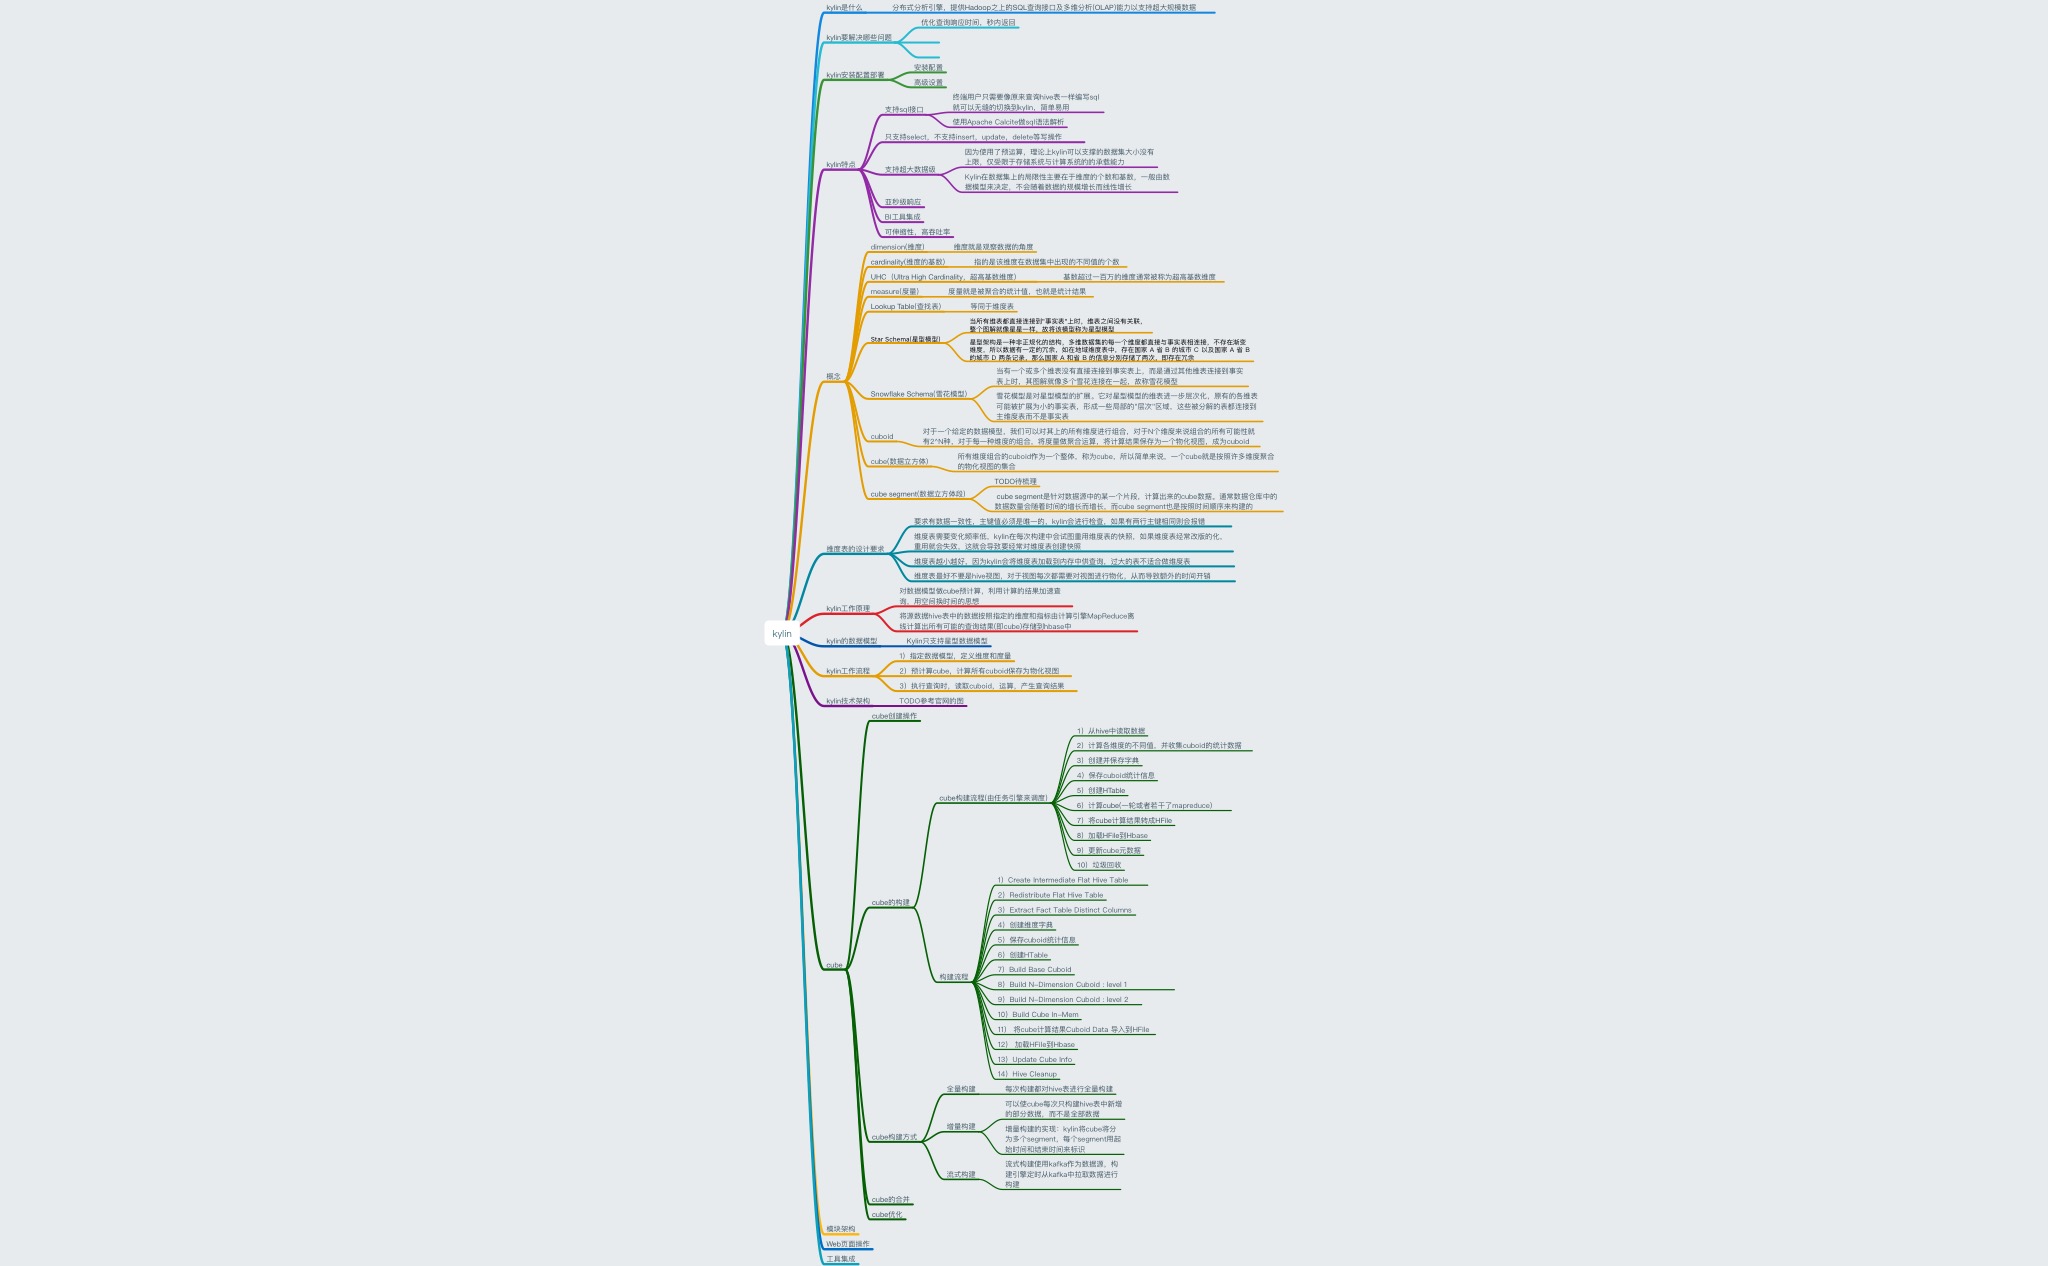 kylin
kylin是什么
分布式分析引擎，提供Hadoop之上的SQL查询接口及多维分析(OLAP)能力以支持超大规模数据
kylin要解决哪些问题
优化查询响应时间，秒内返回
kylin安装配置部署
安装配置
高级设置
kylin特点
支持sql接口
终端用户只需要像原来查询hive表一样编写sql
就可以无缝的切换到kylin，简单易用
使用Apache Calcite做sql语法解析
只支持select，不支持insert，update，delete等写操作
支持超大数据级
因为使用了预运算，理论上kylin可以支撑的数据集大小没有
上限，仅受限于存储系统与计算系统的的承载能力
Kylin在数据集上的局限性主要在于维度的个数和基数，一般由数
据模型来决定，不会随着数据的规模增长而线性增长
亚秒级响应
BI工具集成
可伸缩性，高吞吐率
概念
dimension(维度)
维度就是观察数据的角度
cardinality(维度的基数)
指的是该维度在数据集中出现的不同值的个数
UHC（Ultra High Cardinality，超高基数维度）
基数超过一百万的维度通常被称为超高基数维度
measure(度量)
度量就是被聚合的统计值，也就是统计结果
Lookup Table(查找表)
等同于维度表
Star Schema(星型模型)
当所有维表都直接连接到"事实表"上时，维表之间没有关联，
整个图解就像星星一样，故将该模型称为星型模型
星型架构是一种非正规化的结构，多维数据集的每一个维度都直接与事实表相连接，不存在渐变
维度，所以数据有一定的冗余，如在地域维度表中，存在国家 A 省 B 的城市 C 以及国家 A 省 B
的城市 D 两条记录，那么国家 A 和省 B 的信息分别存储了两次，即存在冗余
Snowflake Schema(雪花模型)
当有一个或多个维表没有直接连接到事实表上，而是通过其他维表连接到事实
表上时，其图解就像多个雪花连接在一起，故称雪花模型
雪花模型是对星型模型的扩展。它对星型模型的维表进一步层次化，原有的各维表
可能被扩展为小的事实表，形成一些局部的"层次"区域，这些被分解的表都连接到
主维度表而不是事实表
cuboid
对于一个给定的数据模型，我们可以对其上的所有维度进行组合，对于N个维度来说组合的所有可能性就
有2^N种，对于每一种维度的组合，将度量做聚合运算，将计算结果保存为一个物化视图，成为cuboid
cube(数据立方体)
所有维度组合的cuboid作为一个整体，称为cube，所以简单来说，一个cube就是按照许多维度聚合
的物化视图的集合
cube segment(数据立方体段)
TODO待梳理
cube segment是针对数据源中的某一个片段，计算出来的cube数据。通常数据仓库中的
数据数量会随着时间的增长而增长，而cube segment也是按照时间顺序来构建的
维度表的设计要求
要求有数据一致性，主键值必须是唯一的，kylin会进行检查，如果有两行主键相同则会报错
维度表需要变化频率低，kylin在每次构建中会试图重用维度表的快照，如果维度表经常改版的化，
重用就会失效，这就会导致要经常对维度表创建快照
维度表越小越好，因为kylin会将维度表加载到内存中供查询，过大的表不适合做维度表
维度表最好不要是hive视图，对于视图每次都需要对视图进行物化，从而导致额外的时间开销
kylin工作原理
对数据模型做cube预计算，利用计算的结果加速查
询，用空间换时间的思想
将源数据hive表中的数据按照指定的维度和指标由计算引擎MapReduce离
线计算出所有可能的查询结果(即cube)存储到hbase中
kylin的数据模型
Kylin只支持星型数据模型
kylin工作流程
1）指定数据模型，定义维度和度量
2）预计算cube，计算所有cuboid保存为物化视图
3）执行查询时，读取cuboid，运算，产生查询结果
kylin技术架构
TODO参考官网的图
cube
cube创建操作
cube的构建
cube构建流程(由任务引擎来调度)
1）从hive中读取数据
2）计算各维度的不同值，并收集cuboid的统计数据
3）创建并保存字典
4）保存cuboid统计信息
5）创建HTable
6）计算cube(一轮或者若干了mapreduce)
7）将cube计算结果转成HFile
8）加载HFile到Hbase
9）更新cube元数据
10）垃圾回收
构建流程
1）Create Intermediate Flat Hive Table
2）Redistribute Flat Hive Table
3）Extract Fact Table Distinct Columns
4）创建维度字典
5）保存cuboid统计信息
6）创建HTable
7）Build Base Cuboid
8）Build N-Dimension Cuboid : level 1
9）Build N-Dimension Cuboid : level 2
10）Build Cube In-Mem
11） 将cube计算结果Cuboid Data 导入到HFile
12） 加载HFile到Hbase
13）Update Cube Info
14）Hive Cleanup
cube构建方式
全量构建
每次构建都对hive表进行全量构建
增量构建
可以使cube每次只构建hive表中新增
的部分数据，而不是全部数据
增量构建的实现：kylin将cube将分
为多个segment，每个segment用起
始时间和结束时间来标识
流式构建
流式构建使用kafka作为数据源，构
建引擎定时从kafka中拉取数据进行
构建
cube的合并
cube优化
模块架构
Web页面操作
工具集成